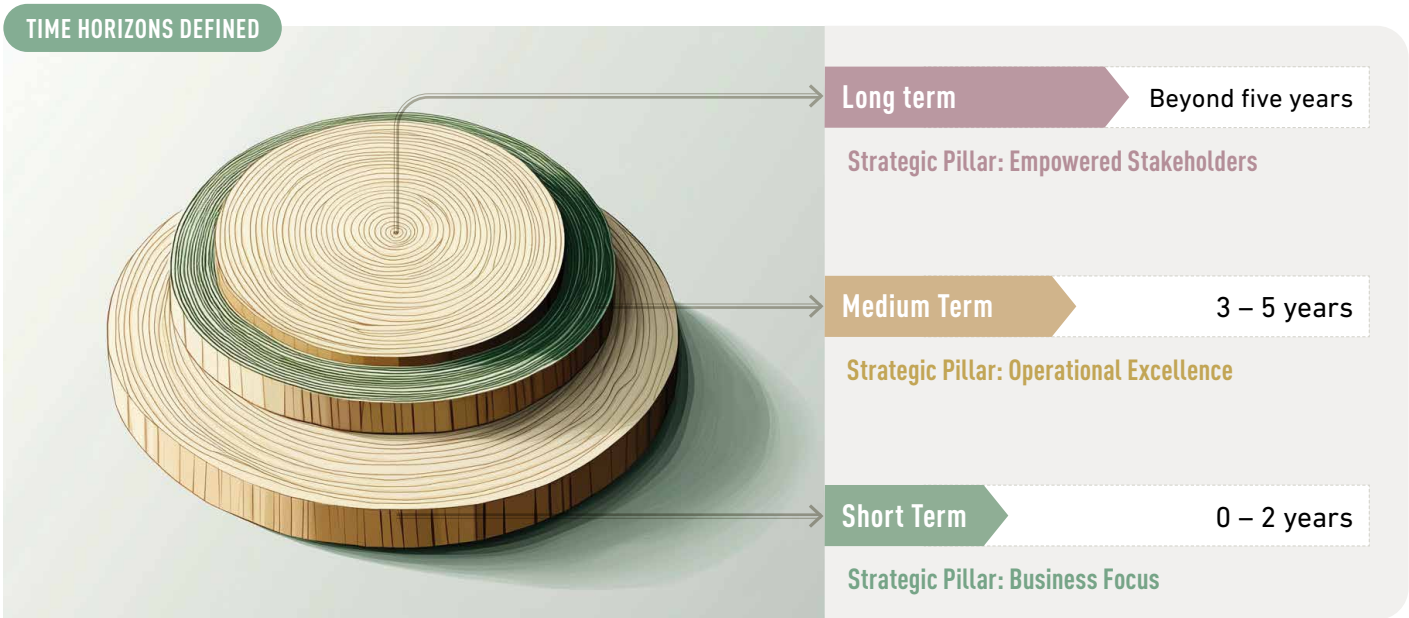 TIME HORIZONS DEFINED
Long term
Beyond five years
Strategic Pillar: Empowered Stakeholders
Medium Term
3 – 5 years
Strategic Pillar: Operational Excellence
Short Term
0 – 2 years
Strategic Pillar: Business Focus